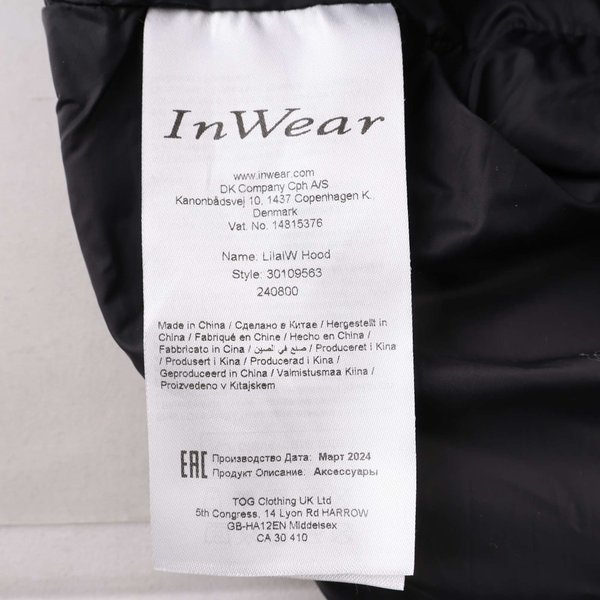 InWear
www.inwear.com
DK Company Cph A/S
Kanonbådsvej 10, 1437 Copenhagen K.,
Denmark
Vat. No. 14815376
Name: LilaiW Hood
Style: 30109563
240800
Made in China / Сделано в Китае / Hergestellt in
China / Fabriqué en Chine / Hecho en China /
Fabbricato in Cina / صنع في الصين / Produceret i Kina
/ Produsert i Kina / Producerad i Kina /
Geproduceerd in China / Valmistusmaa Kiina /
Proizvedeno v Kitajskem
EAC Производство Дата: Март 2024
Продукт Описание: Аксессуары
TOG Clothing UK Ltd
5th Congress, 14 Lyon Rd HARROW
GB-HA12EN Middelsex
CA 30 410